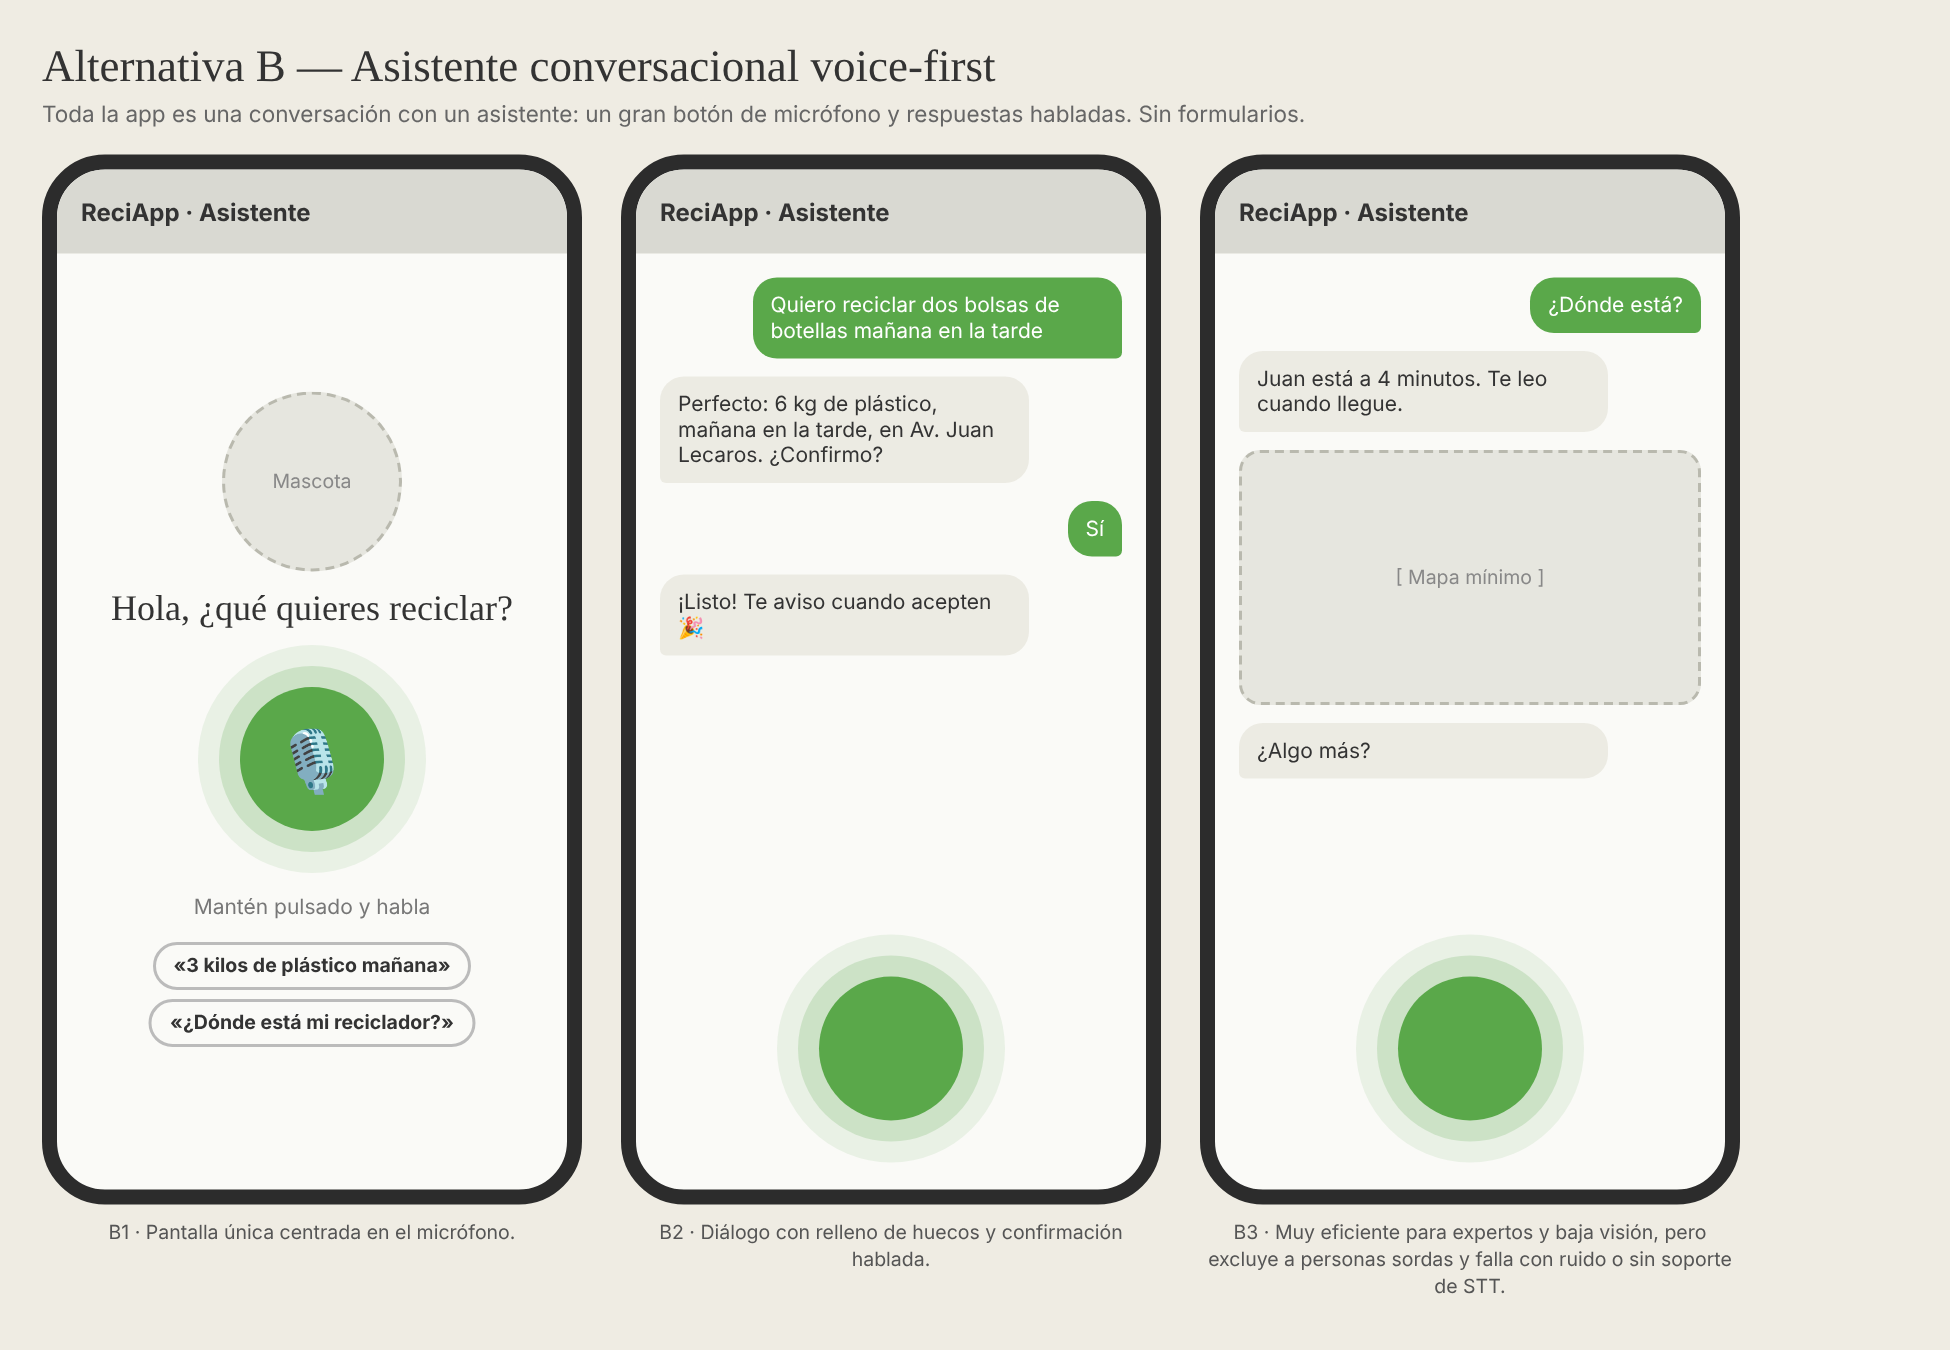 Alternativa B — Asistente conversacional voice-first
Toda la app es una conversación con un asistente: un gran botón de micrófono y respuestas habladas. Sin formularios.
ReciApp · Asistente
Mascota
Hola, ¿qué quieres reciclar?
Mantén pulsado y habla
«3 kilos de plástico mañana»
«¿Dónde está mi reciclador?»
B1 · Pantalla única centrada en el micrófono.
ReciApp · Asistente
Quiero reciclar dos bolsas de
botellas mañana en la tarde
Perfecto: 6 kg de plástico,
mañana en la tarde, en Av. Juan
Lecaros. ¿Confirmo?
Sí
¡Listo! Te aviso cuando acepten
🎉
B2 · Diálogo con relleno de huecos y confirmación
hablada.
ReciApp · Asistente
¿Dónde está?
Juan está a 4 minutos. Te leo
cuando llegue.
[ Mapa mínimo ]
¿Algo más?
B3 · Muy eficiente para expertos y baja visión, pero
excluye a personas sordas y falla con ruido o sin soporte
de STT.